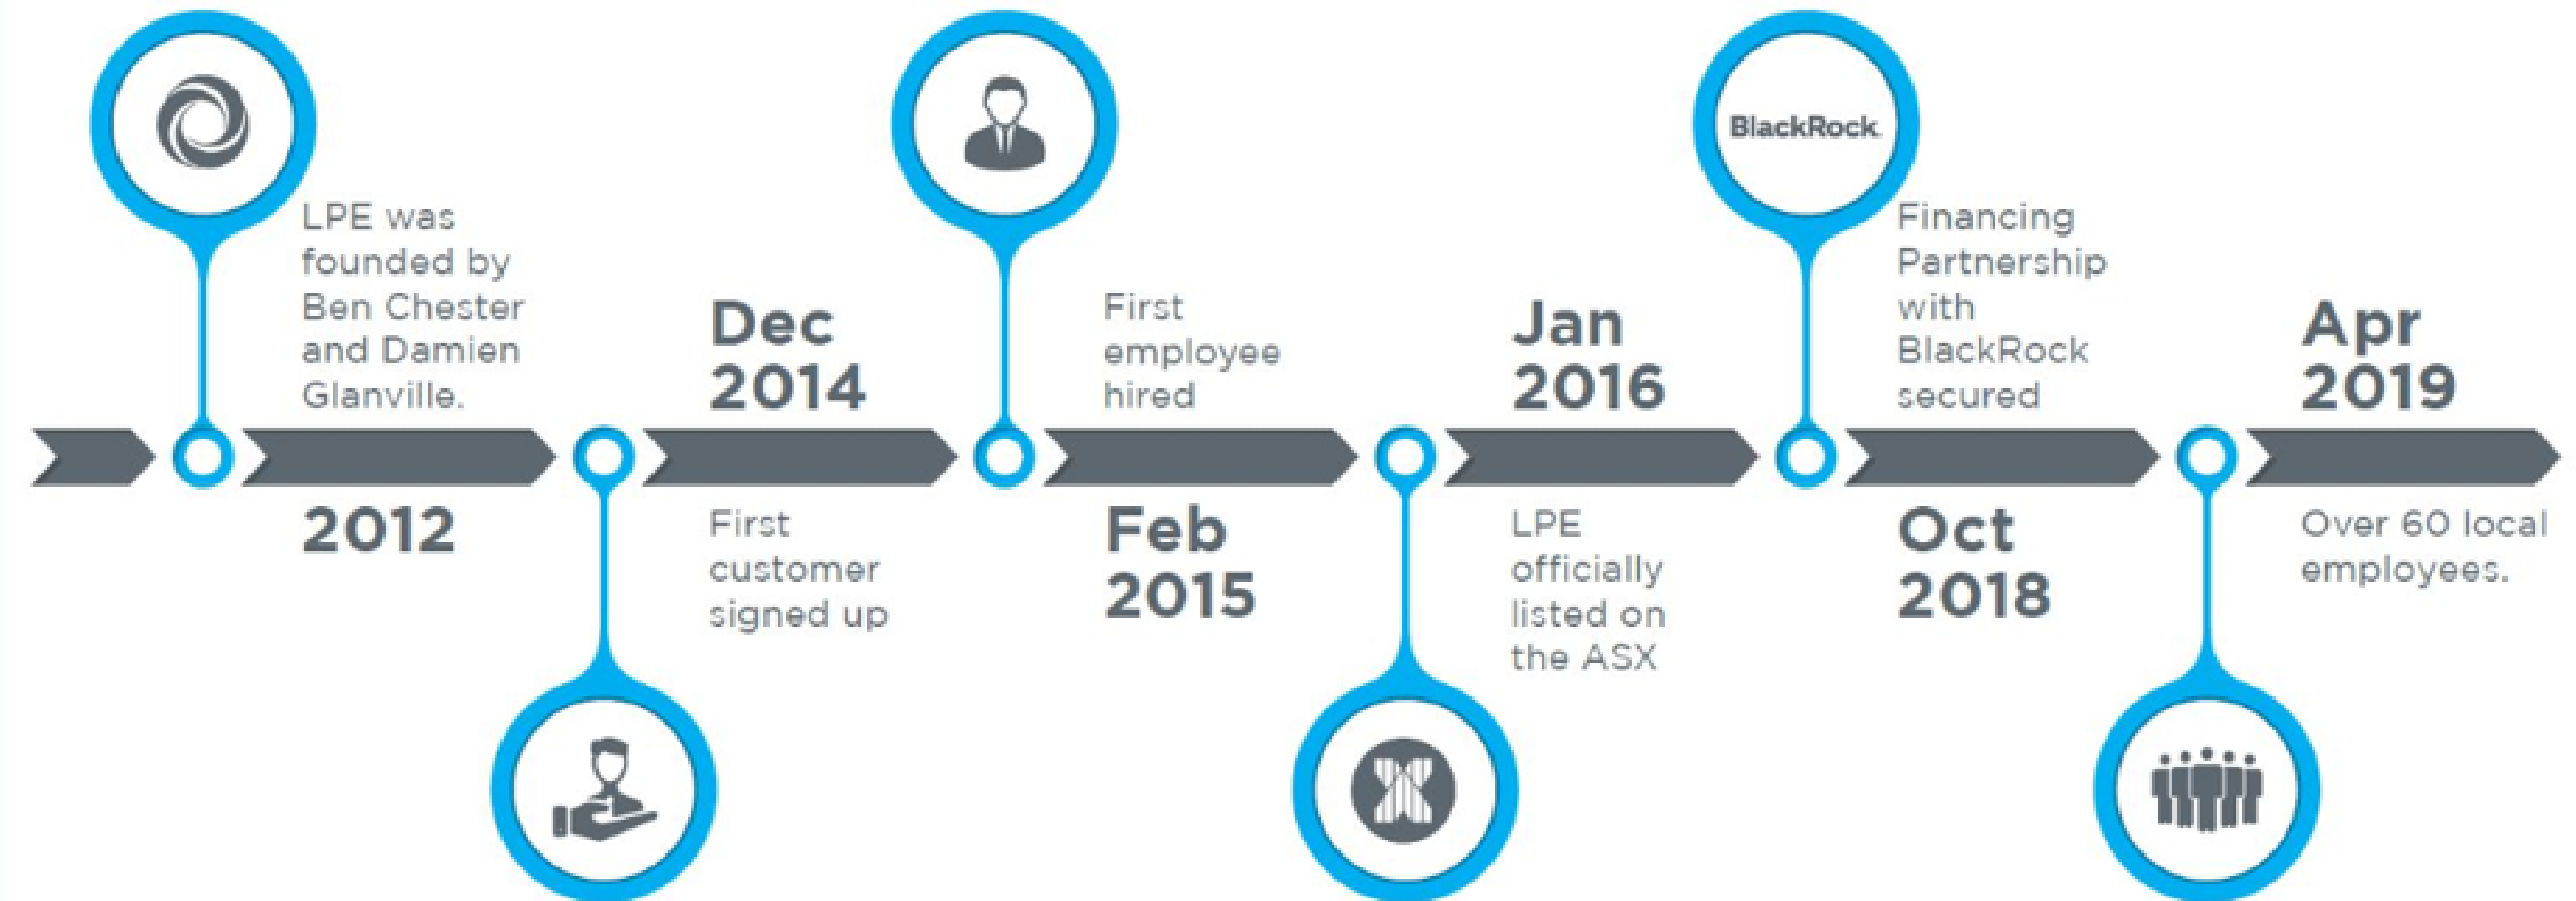 LPE was
founded by
Ben Chester
and Damien
Glanville.
2012
Dec
2014
First
customer
signed up
First
employee
hired
Feb
2015
Jan
2016
LPE
officially
listed on
the ASX
BlackRock.
Financing
Partnership
with
BlackRock
secured
Oct
2018
Apr
2019
Over 60 local
employees.